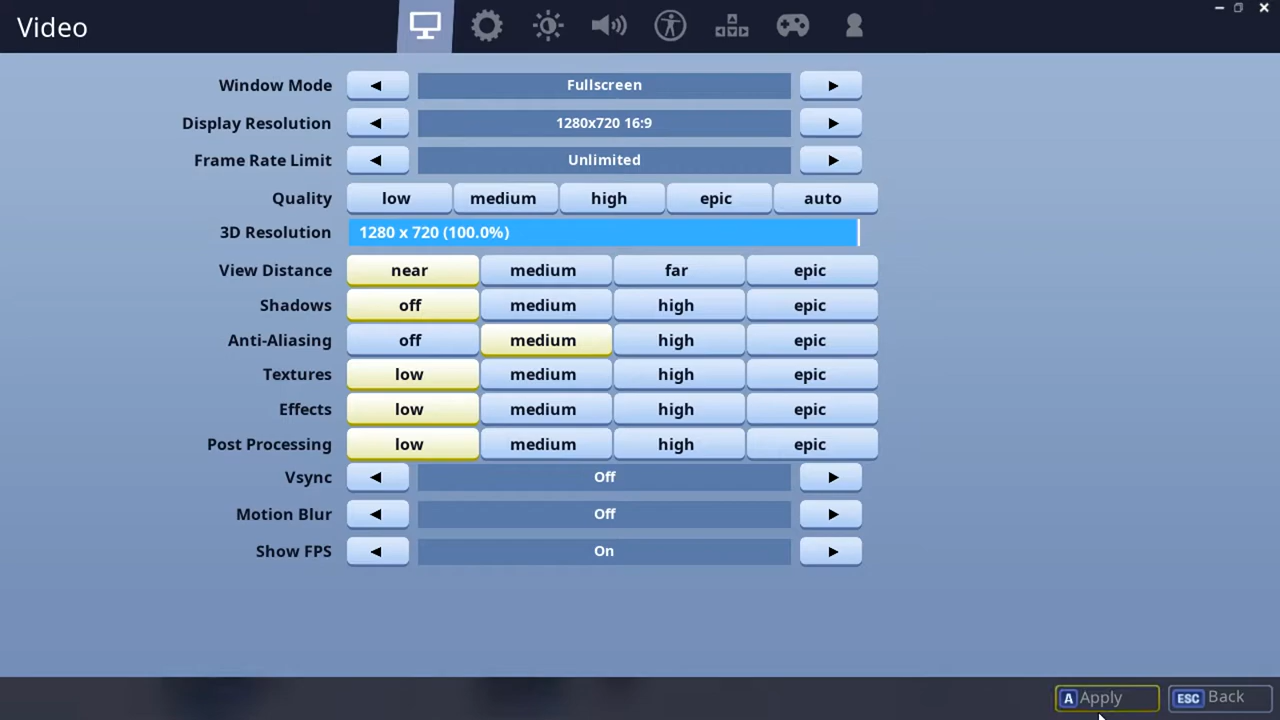 Video
Window Mode Fullscreen
Display Resolution 1280x720 16:9
Frame Rate Limit Unlimited
Quality low medium high epic auto
3D Resolution 1280 x 720 (100.0%)
View Distance near medium far epic
Shadows off medium high epic
Anti-Aliasing off medium high epic
Textures low medium high epic
Effects low medium high epic
Post Processing low medium high epic
Vsync Off
Motion Blur Off
Show FPS On
A Apply ESC Back